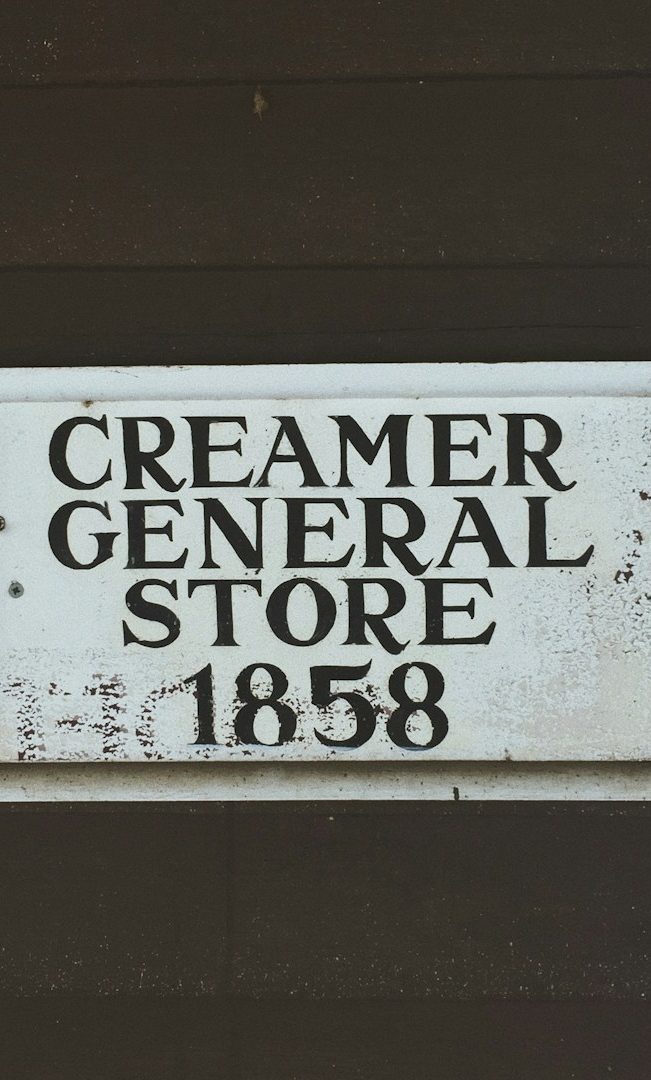 CREAMER
GENERAL
STORE
1858